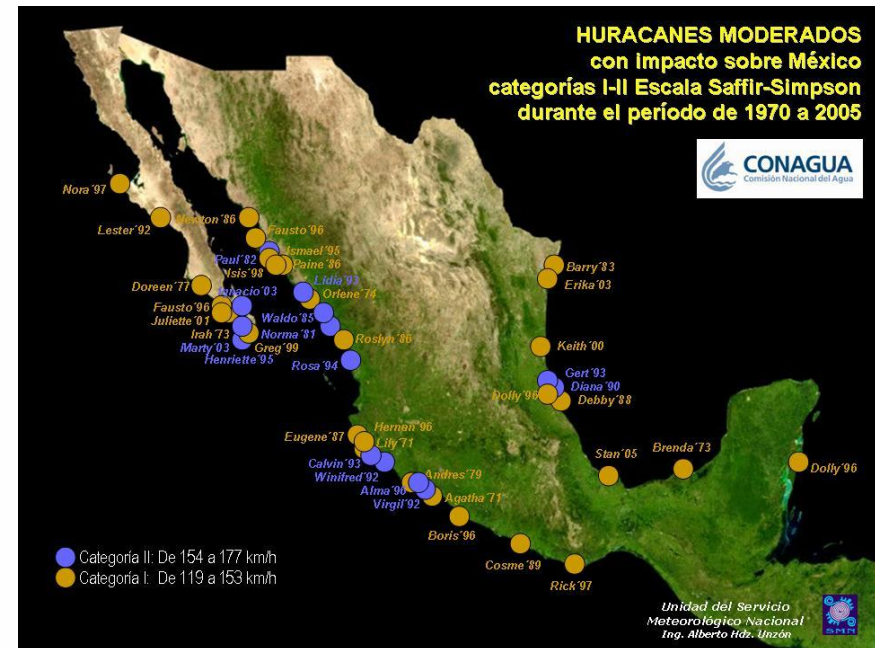 HURACANES MODERADOS
con impacto sobre México
categorías I-II Escala Saffir-Simpson
durante el período de 1970 a 2005
CONAGUA
Comisión Nacional del Agua
Nora´97
Lester´92
Newton´86
Fausto´96
Ismael´95
Paul´82
Paine´86
Isis´98
Doreen´77
Ignacio´03
Lidia´93
Orlene´74
Fausto´96
Juliette´01
Waldo´85
Irah´73
Norma´81
Roslyn´86
Marty´03
Greg´99
Henriette´95
Rosa´94
Barry´83
Erika´03
Keith´00
Gert´93
Diana´90
Dolly´96
Debby´88
Eugene´87
Hernan´96
Lily´71
Calvin´93
Winifred´92
Andres´79
Alma´96
Agatha´71
Virgil´92
Boris´96
Cosme´89
Rick´97
Stan´05
Brenda´73
Dolly´96
Categoría II: De 154 a 177 km/h
Categoría I: De 119 a 153 km/h
Unidad del Servicio
Meteorológico Nacional
Ing. Alberto Hdz. Unzón
SMN